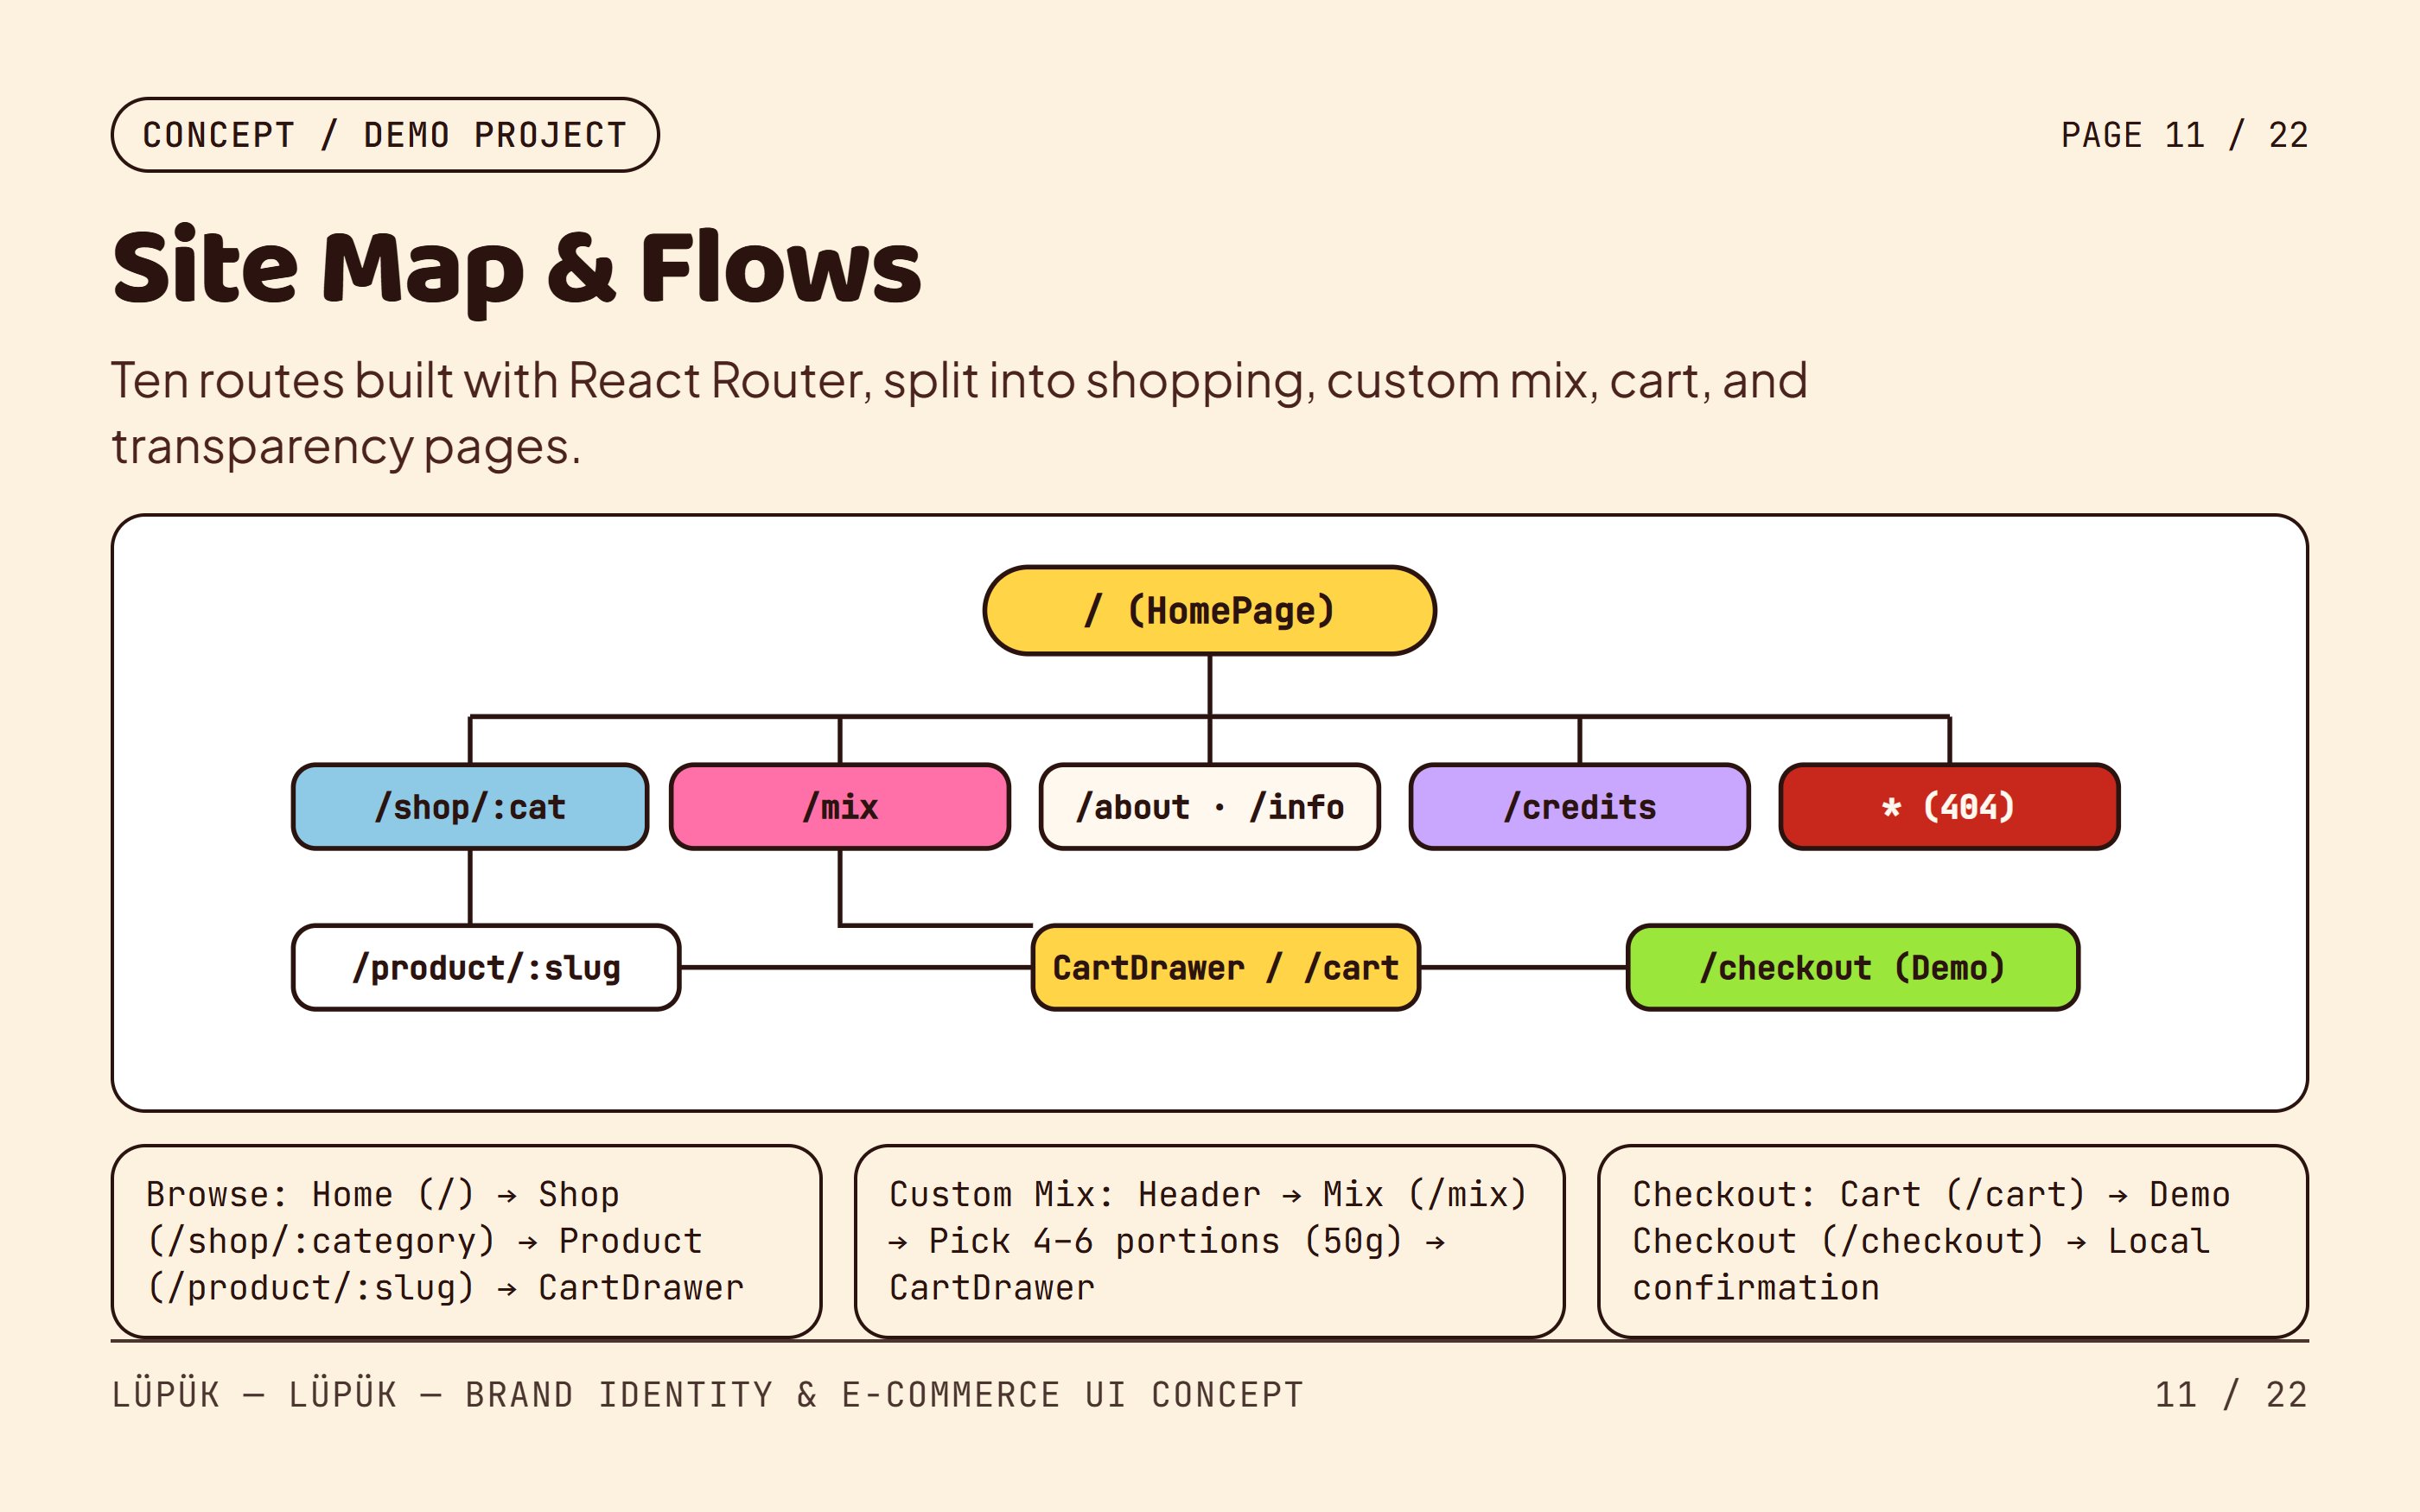 CONCEPT / DEMO PROJECT
PAGE 11 / 22
Site Map & Flows
Ten routes built with React Router, split into shopping, custom mix, cart, and
transparency pages.
/ (HomePage)
/shop/:cat
/mix
/about · /info
/credits
* (404)
/product/:slug
CartDrawer / /cart
/checkout (Demo)
Browse: Home (/) → Shop
(/shop/:category) → Product
(/product/:slug) → CartDrawer
Custom Mix: Header → Mix (/mix)
→ Pick 4–6 portions (50g) →
CartDrawer
Checkout: Cart (/cart) → Demo
Checkout (/checkout) → Local
confirmation
LÜPÜK — LÜPÜK — BRAND IDENTITY & E-COMMERCE UI CONCEPT
11 / 22